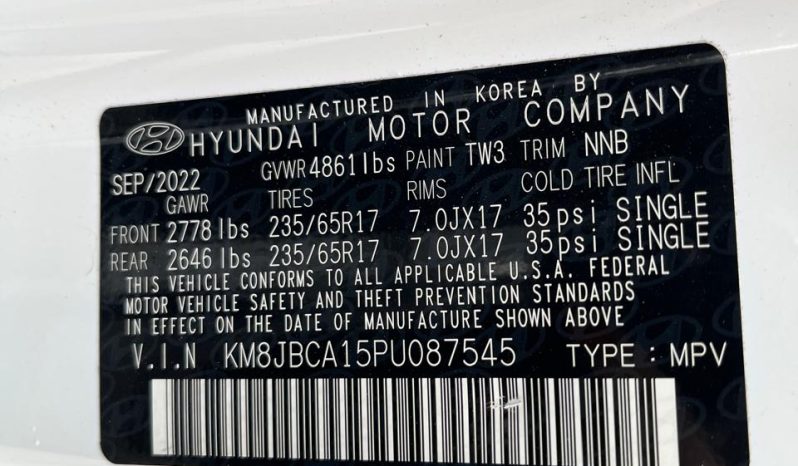 MANUFACTURED IN KOREA BY
HYUNDAI MOTOR COMPANY
SEP/2022 GVWR 4861lbs PAINT TW3 TRIM NNB
GAWR TIRES RIMS COLD TIRE INFL
FRONT 2778 lbs 235/65R17 7.0JX17 35psi SINGLE
REAR 2646 lbs 235/65R17 7.0JX17 35psi SINGLE
THIS VEHICLE CONFORMS TO ALL APPLICABLE U.S.A. FEDERAL
MOTOR VEHICLE SAFETY AND THEFT PREVENTION STANDARDS
IN EFFECT ON THE DATE OF MANUFACTURE SHOWN ABOVE
V.I.N KM8JBCA15PU087545 TYPE : MPV